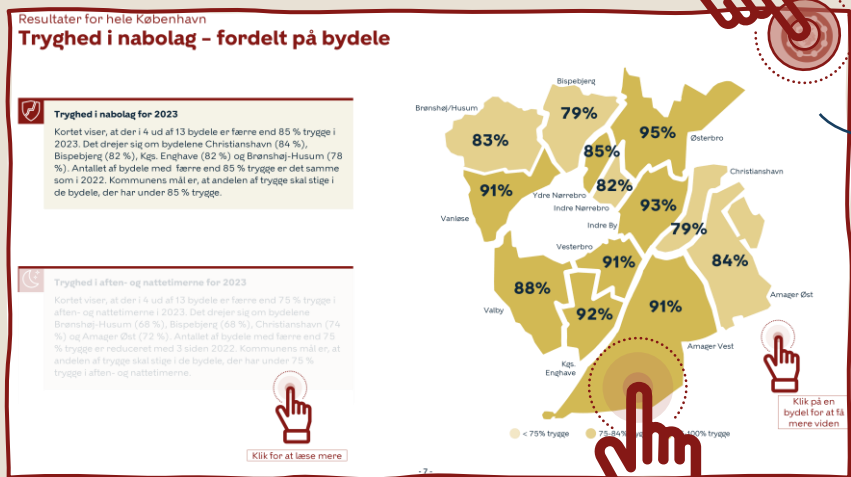 Resultater for hele København
Tryghed i nabolag – fordelt på bydele
Tryghed i nabolag for 2023
Kortet viser, at der i 4 ud af 13 bydele er færre end 85 % trygge i
2023. Det drejer sig om bydelene Christianshavn (84 %),
Bispebjerg (82 %), Kgs. Enghave (82 %) og Brønshøj-Husum (78
%). Antallet af bydele med færre end 85 % trygge er det samme
som i 2022. Kommunens mål er, at andelen af trygge skal stige i
de bydele, der har under 85 % trygge.
Tryghed i aften- og nattetimerne for 2023
Kortet viser, at der i 4 ud af 13 bydele er færre end 75 % trygge i
aften- og nattetimerne i 2023. Det drejer sig om bydelene
Brønshøj-Husum (68 %), Bispebjerg (68 %), Christianshavn (74
%) og Amager Øst (72 %). Antallet af bydele med færre end 75
% trygge er reduceret med 3 siden 2022. Kommunens mål er, at
andelen af trygge skal stige i de bydele, der har under 75 %
trygge i aften- og nattetimerne.
Klik for at læse mere
Bispebjerg
Brønshøj/Husum
79%
95%
Østerbro
83%
85%
Christianshavn
91%
82%
Ydre Nørrebro
Indre Nørrebro
93%
Vanløse
Indre By
79%
Vesterbro
91%
84%
88%
Amager Øst
Valby
92%
91%
Amager Vest
Kgs.
Enghave
Klik på en
bydel for at få
mere viden
< 75% trygge
75-84%
100% trygge
- 7 -